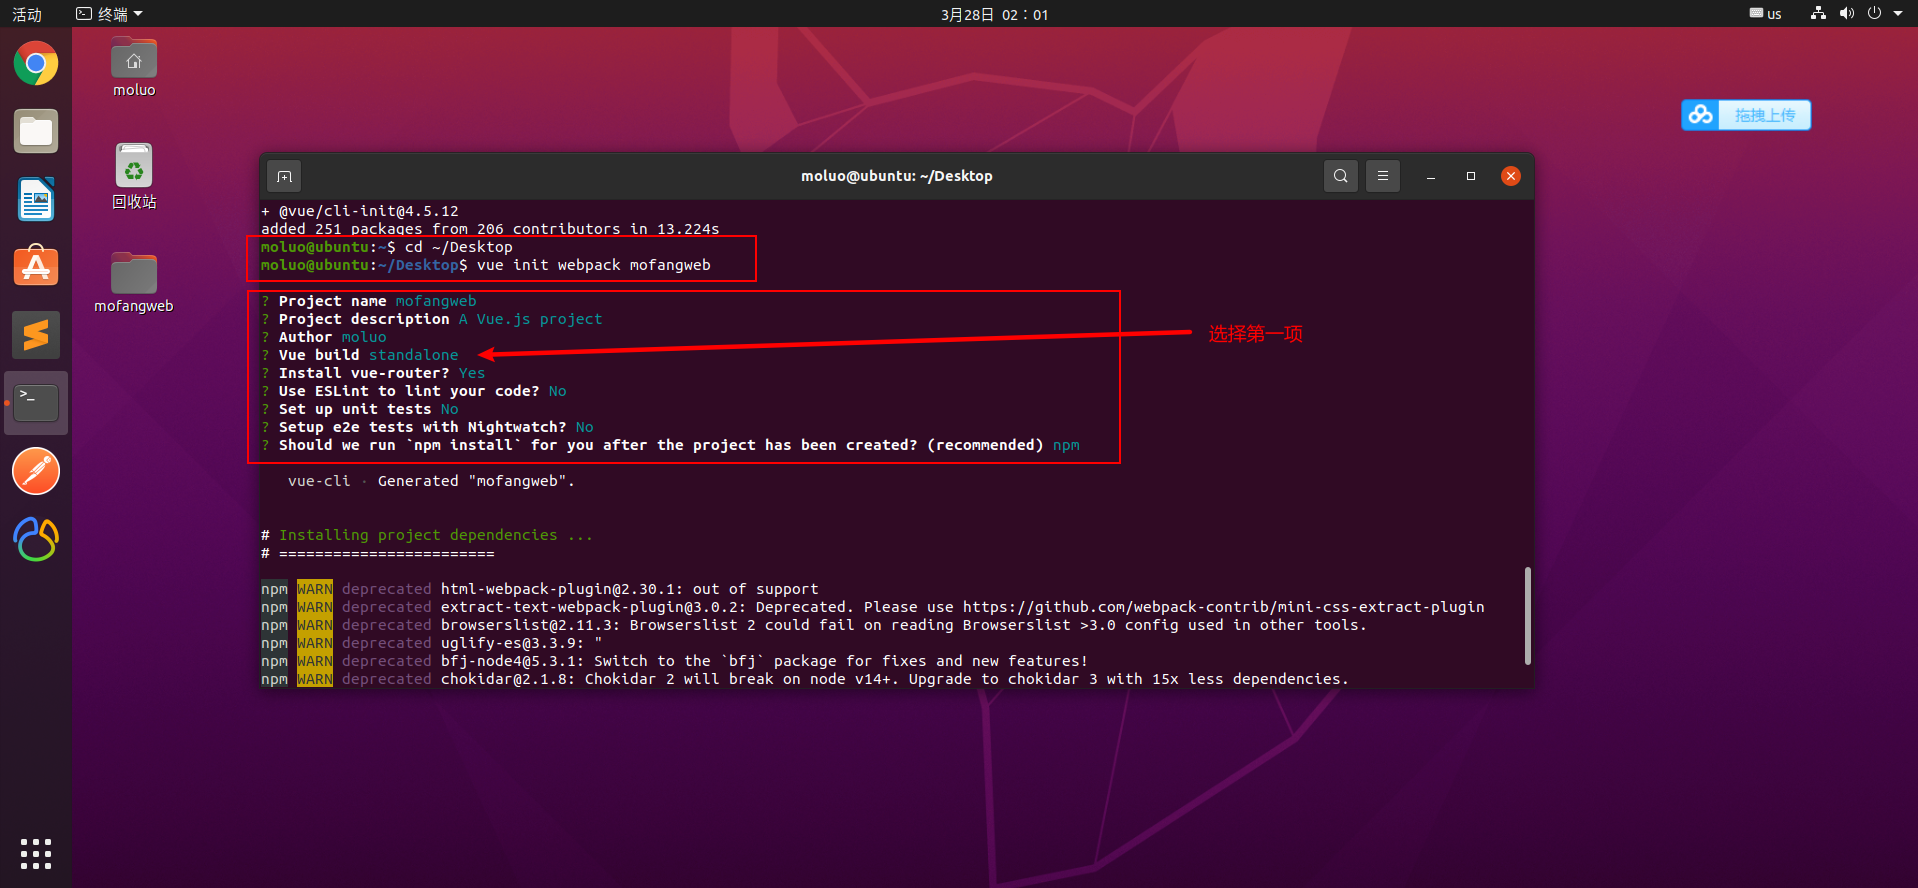 活动
终端
3月28日 02：01
us
moluo
回收站
mofangweb
拖拽上传
moluo@ubuntu: ~/Desktop
+ @vue/cli-init@4.5.12
added 251 packages from 206 contributors in 13.224s
moluo@ubuntu:~$ cd ~/Desktop
moluo@ubuntu:~/Desktop$ vue init webpack mofangweb
? Project name mofangweb
? Project description A Vue.js project
? Author moluo
? Vue build standalone
选择第一项
? Install vue-router? Yes
? Use ESLint to lint your code? No
? Set up unit tests No
? Setup e2e tests with Nightwatch? No
? Should we run `npm install` for you after the project has been created? (recommended) npm
vue-cli · Generated "mofangweb".
# Installing project dependencies ...
# ========================
npm WARN deprecated html-webpack-plugin@2.30.1: out of support
npm WARN deprecated extract-text-webpack-plugin@3.0.2: Deprecated. Please use https://github.com/webpack-contrib/mini-css-extract-plugin
npm WARN deprecated browserslist@2.11.3: Browserslist 2 could fail on reading Browserslist >3.0 config used in other tools.
npm WARN deprecated uglify-es@3.3.9: "
npm WARN deprecated bfj-node4@5.3.1: Switch to the `bfj` package for fixes and new features!
npm WARN deprecated chokidar@2.1.8: Chokidar 2 will break on node v14+. Upgrade to chokidar 3 with 15x less dependencies.